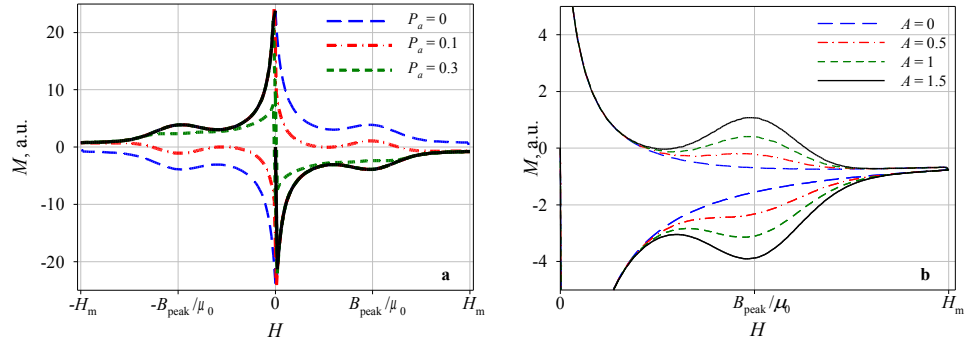 P_a = 0
P_a = 0.1
P_a = 0.3
20
10
0
-10
-20
M, a.u.
a
-H_m
-B_peak/μ_0
0
B_peak/μ_0
H_m
H
A = 0
A = 0.5
A = 1
A = 1.5
4
2
0
-2
-4
M, a.u.
b
0
B_peak/μ_0
H_m
H